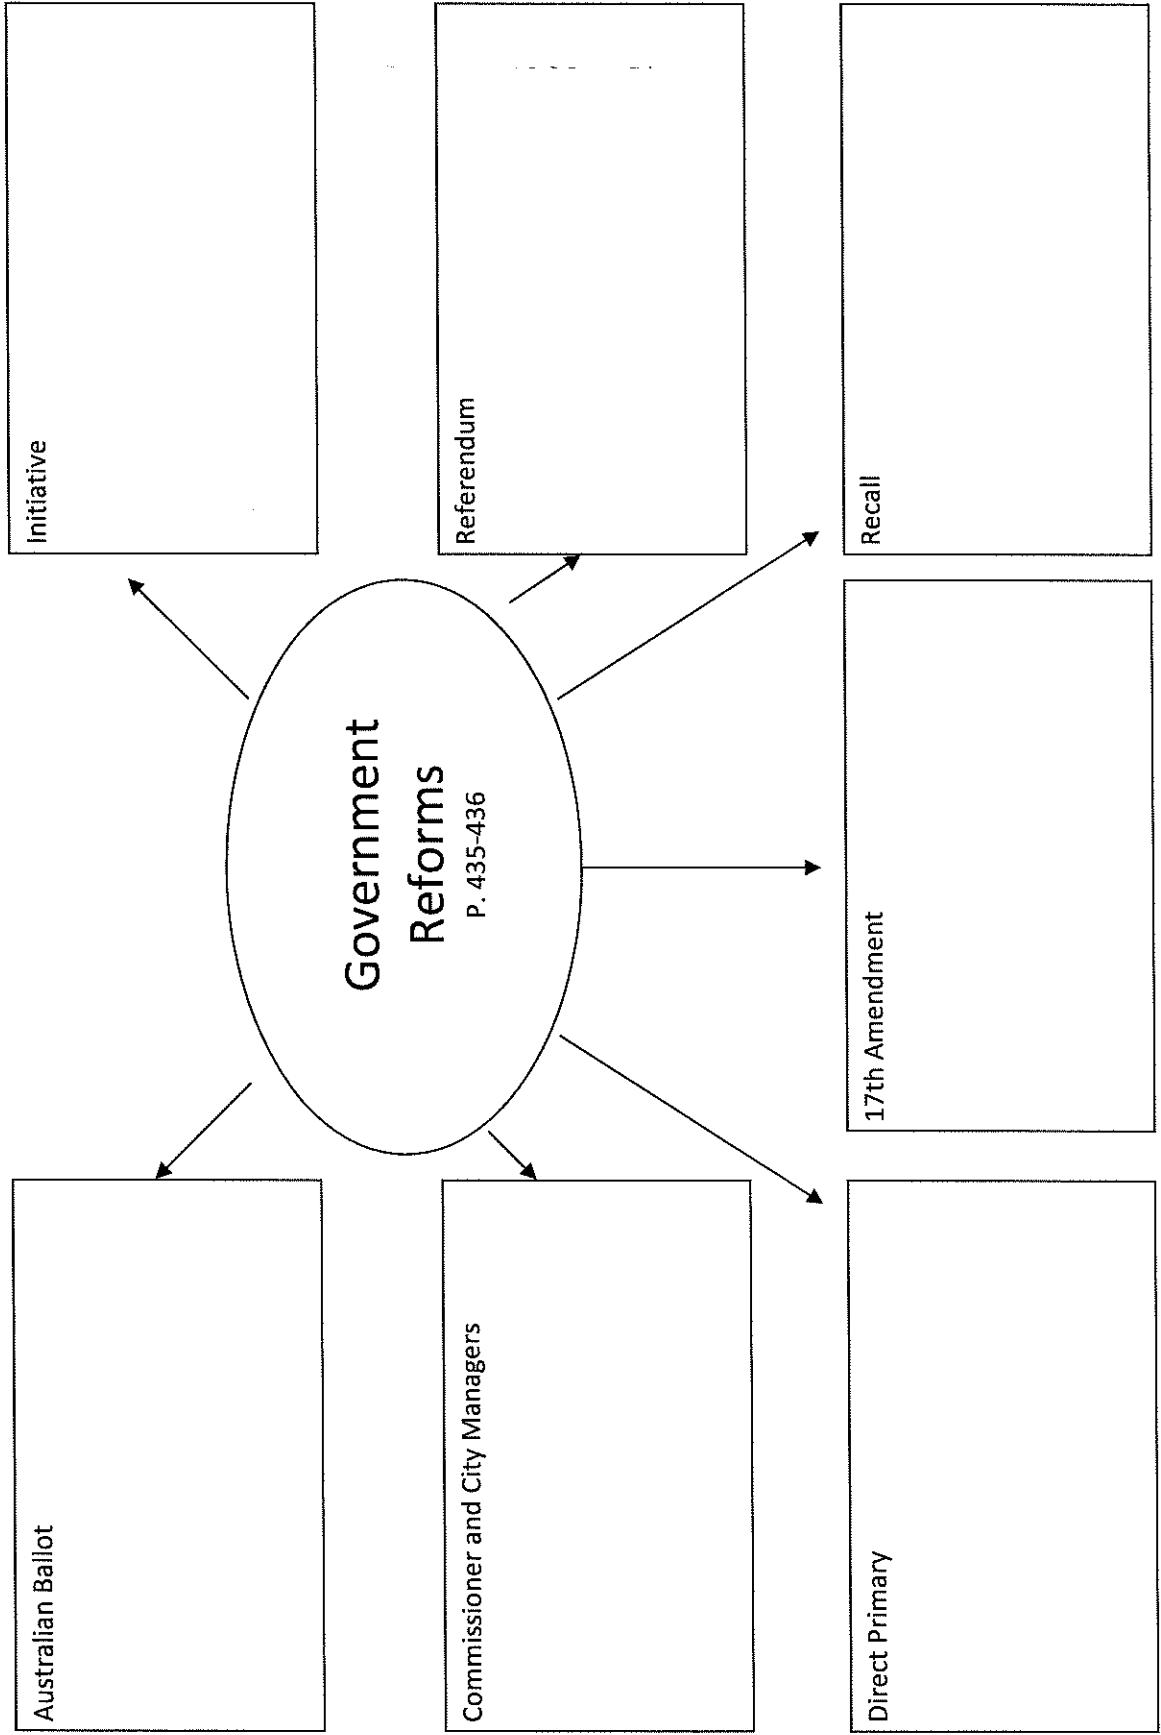 Australian Ballot
Initiative
Government
Reforms
P. 435-436
Commissioner and City Managers
Referendum
Direct Primary
17th Amendment
Recall